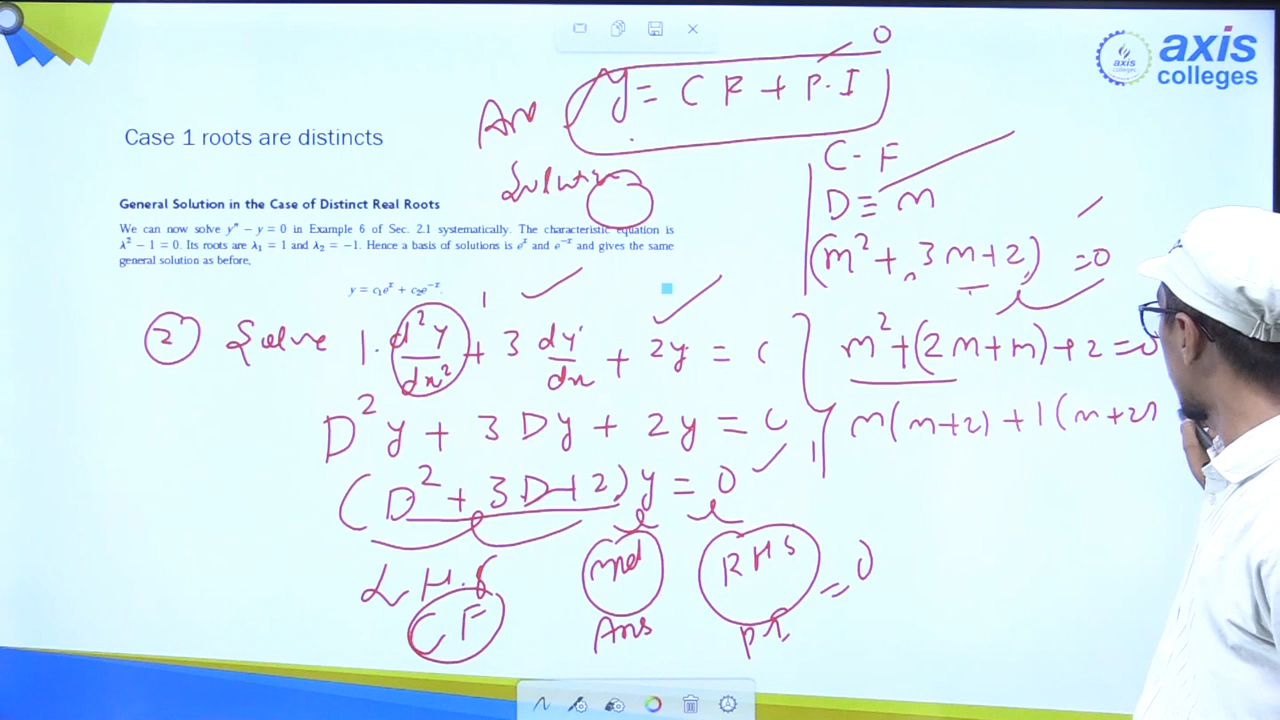 axis
colleges
axis
colleges
Ans y = C F + P.I 0
Case 1 roots are distincts
Solution
C-F
D = m
(m² + 3m+2) = 0
m² + (2m+m) + 2 = 0
m(m+2) + 1(m+2)
General Solution in the Case of Distinct Real Roots
We can now solve y″ − y = 0 in Example 6 of Sec. 2.1 systematically. The characteristic equation is
λ² − 1 = 0. Its roots are λ₁ = 1 and λ₂ = −1. Hence a basis of solutions is eˣ and e⁻ˣ and gives the same
general solution as before,
y = c₁eˣ + c₂e⁻ˣ.
② Solve 1. d²y/dx² + 3 dy/dx + 2y = 0
D²y + 3Dy + 2y = 0
(D² + 3D+2)y = 0
L.H.S
CF
Ans
RHS = 0
P.I.